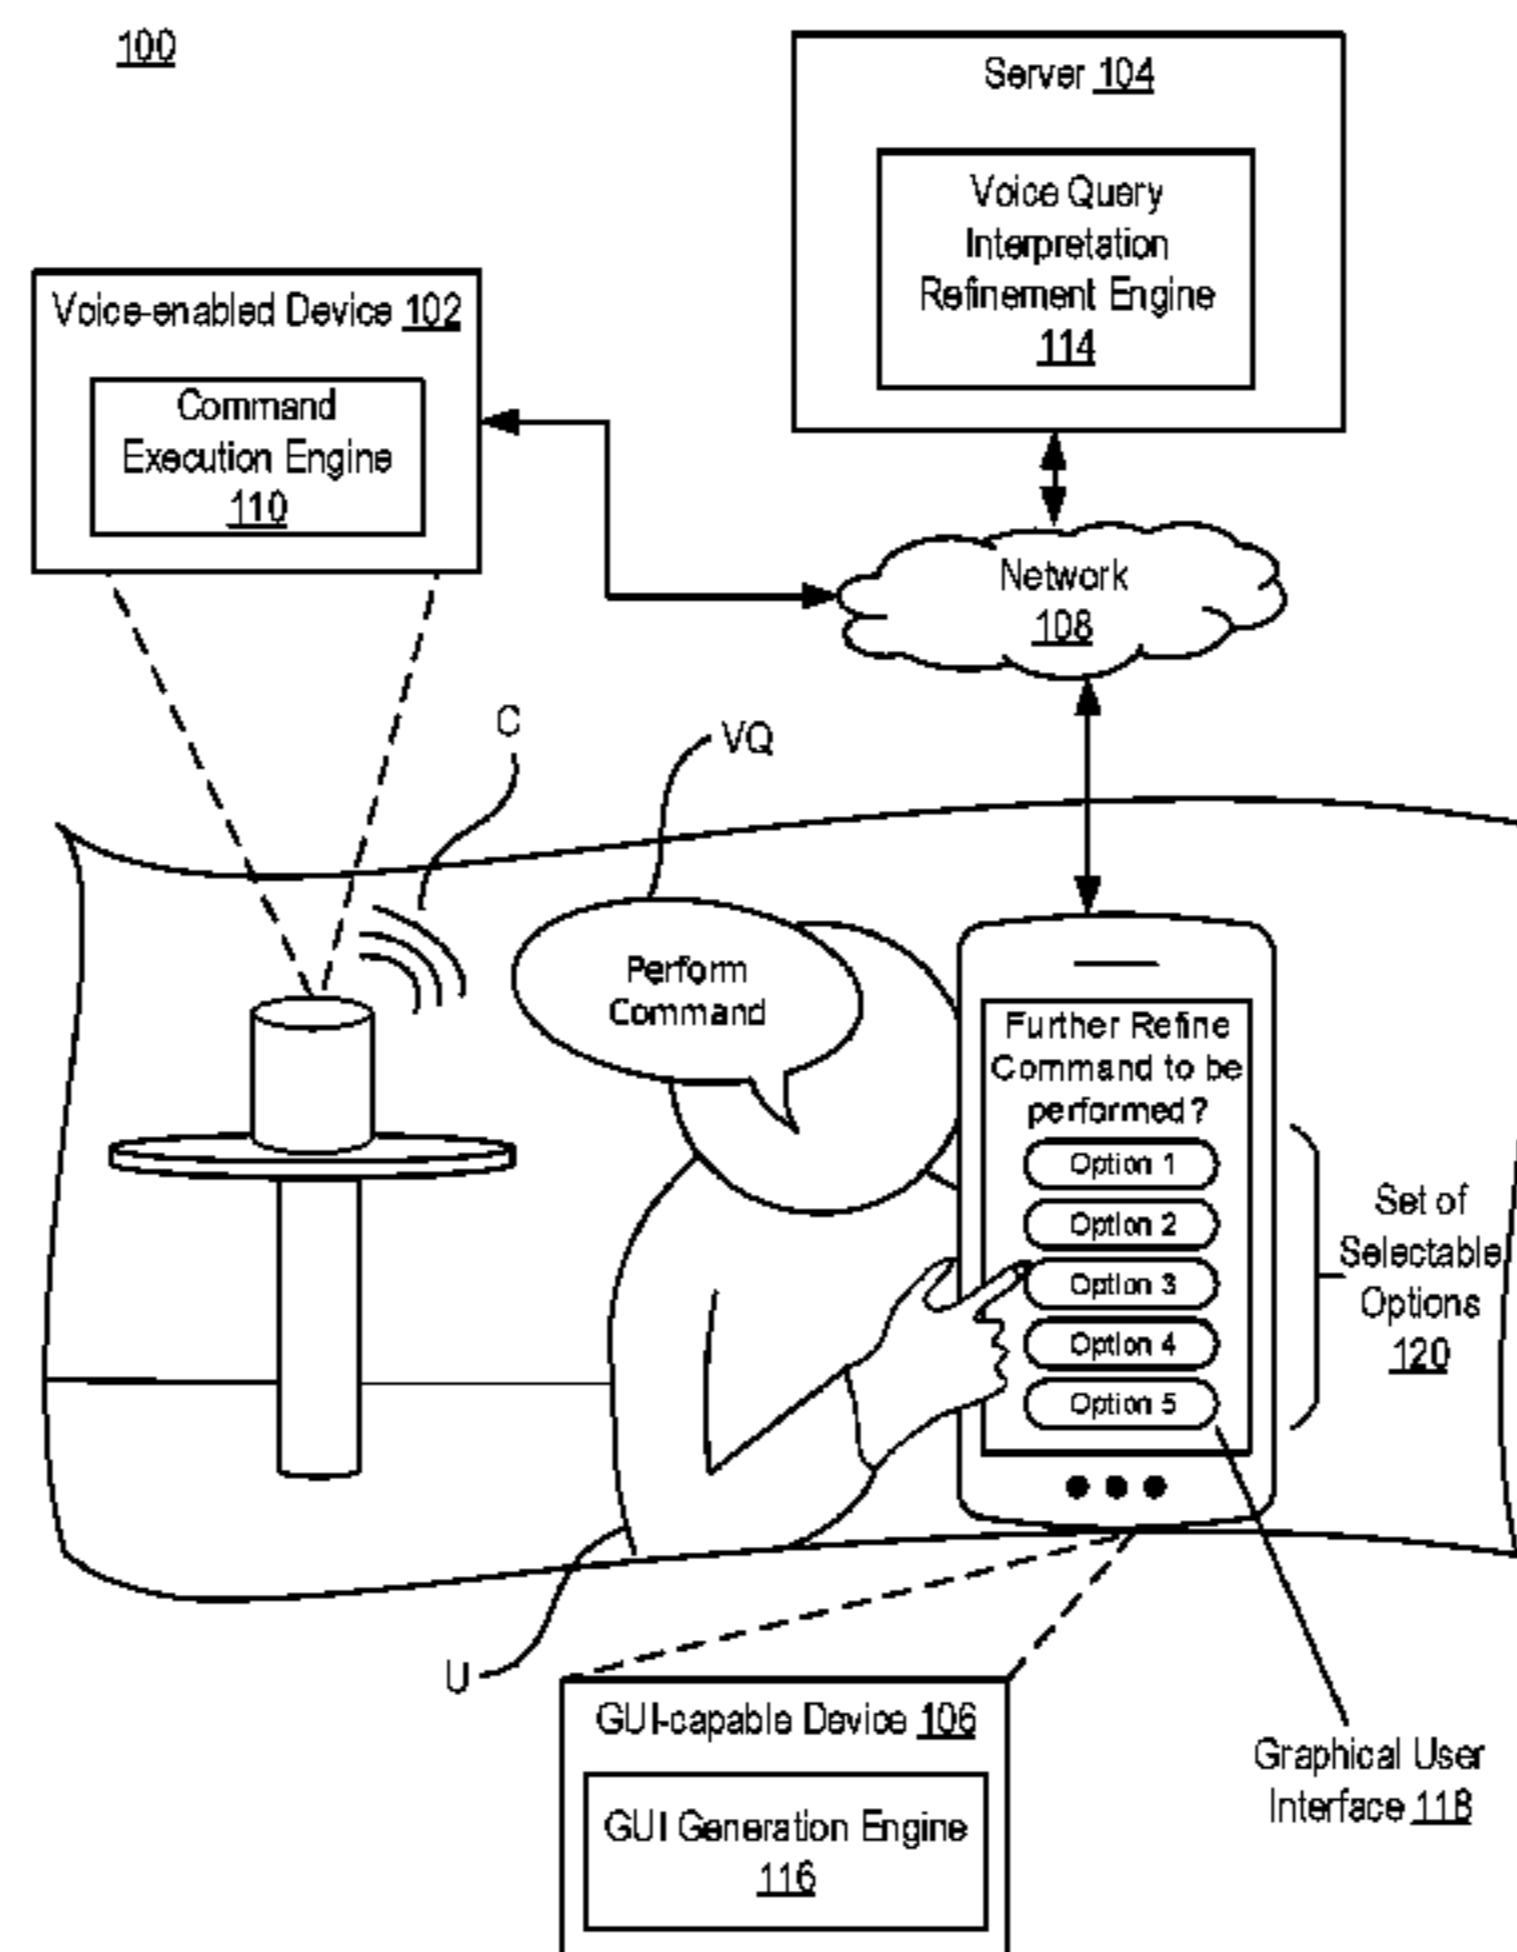 100
Server 104
Voice Query
Interpretation
Refinement Engine
114
Voice-enabled Device 102
Command
Execution Engine
110
Network
108
C
VQ
Perform
Command
Further Refine
Command to be
performed?
Option 1
Option 2
Option 3
Option 4
Option 5
Set of
Selectable
Options
120
U
GUI-capable Device 106
GUI Generation Engine
116
Graphical User
Interface 118